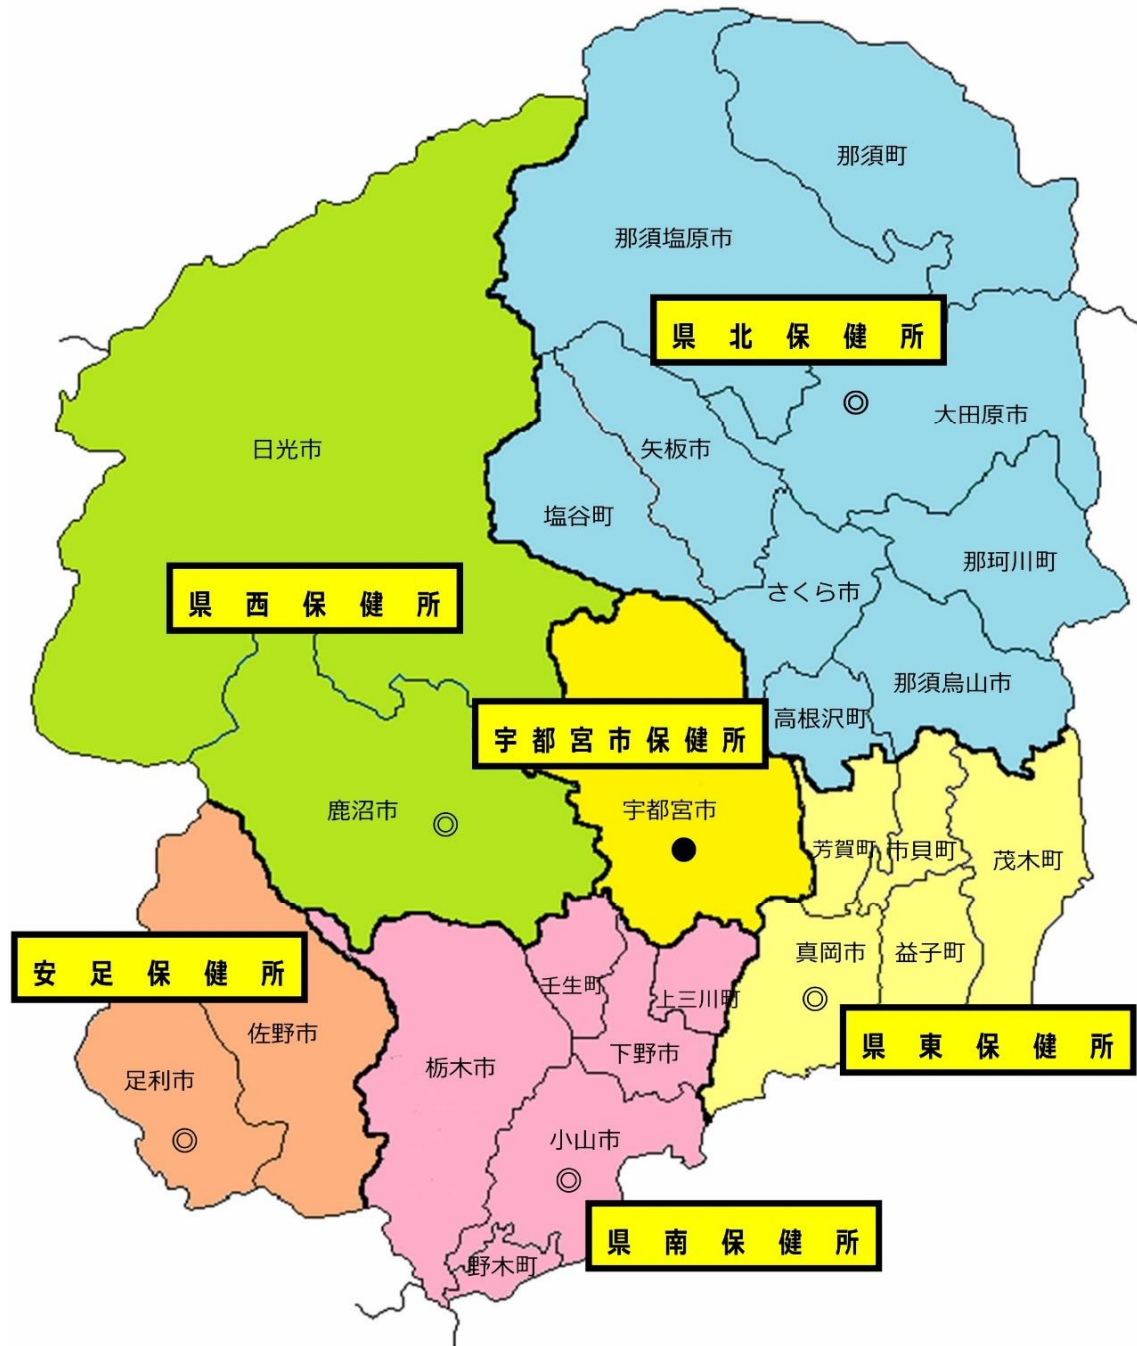 那須町
那須塩原市
県北保健所
大田原市
日光市
矢板市
塩谷町
那珂川町
さくら市
県西保健所
那須烏山市
高根沢町
宇都宮市保健所
鹿沼市
宇都宮市
芳賀町
市貝町
茂木町
安足保健所
真岡市
益子町
壬生町
上三川町
佐野市
県東保健所
下野市
栃木市
足利市
小山市
県南保健所
野木町